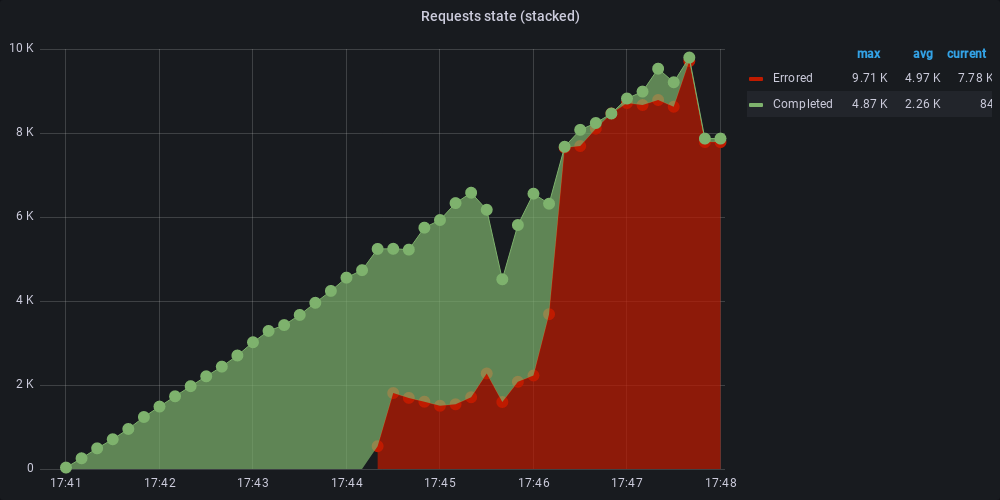 Requests state (stacked)
10 K
8 K
6 K
4 K
2 K
0
17:41 17:42 17:43 17:44 17:45 17:46 17:47 17:48
max avg current
Errored 9.71 K 4.97 K 7.78 K
Completed 4.87 K 2.26 K 84